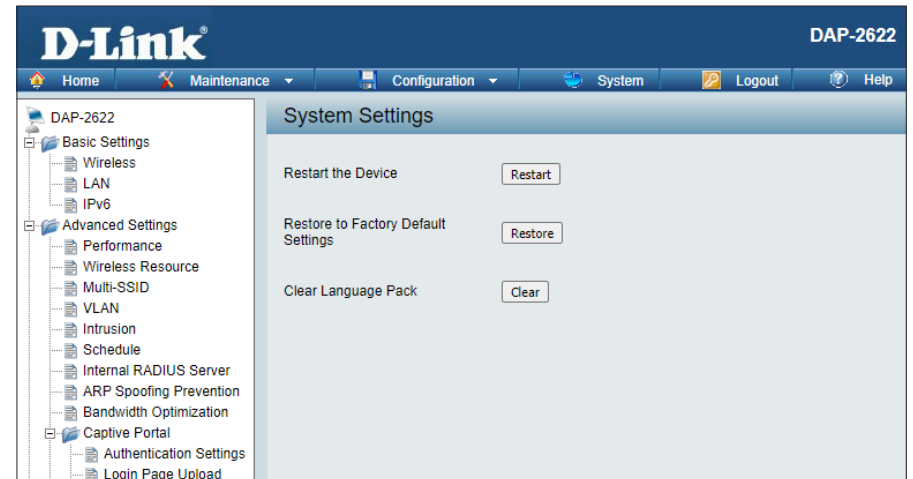 D-Link®
DAP-2622
Home
Maintenance
Configuration
System
Logout
Help
DAP-2622
Basic Settings
Wireless
LAN
IPv6
Advanced Settings
Performance
Wireless Resource
Multi-SSID
VLAN
Intrusion
Schedule
Internal RADIUS Server
ARP Spoofing Prevention
Bandwidth Optimization
Captive Portal
Authentication Settings
Login Page Upload
System Settings
Restart the Device
Restart
Restore to Factory Default
Settings
Restore
Clear Language Pack
Clear